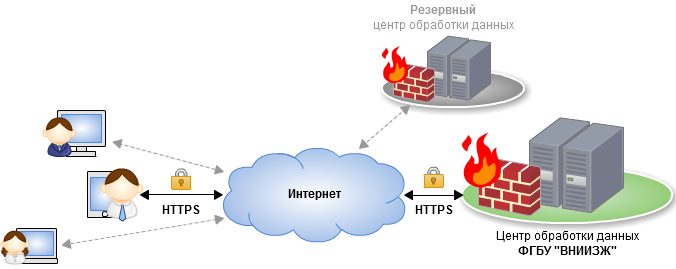 Резервный
центр обработки данных
Интернет
HTTPS
HTTPS
Центр обработки данных
ФГБУ "ВНИИЗЖ"